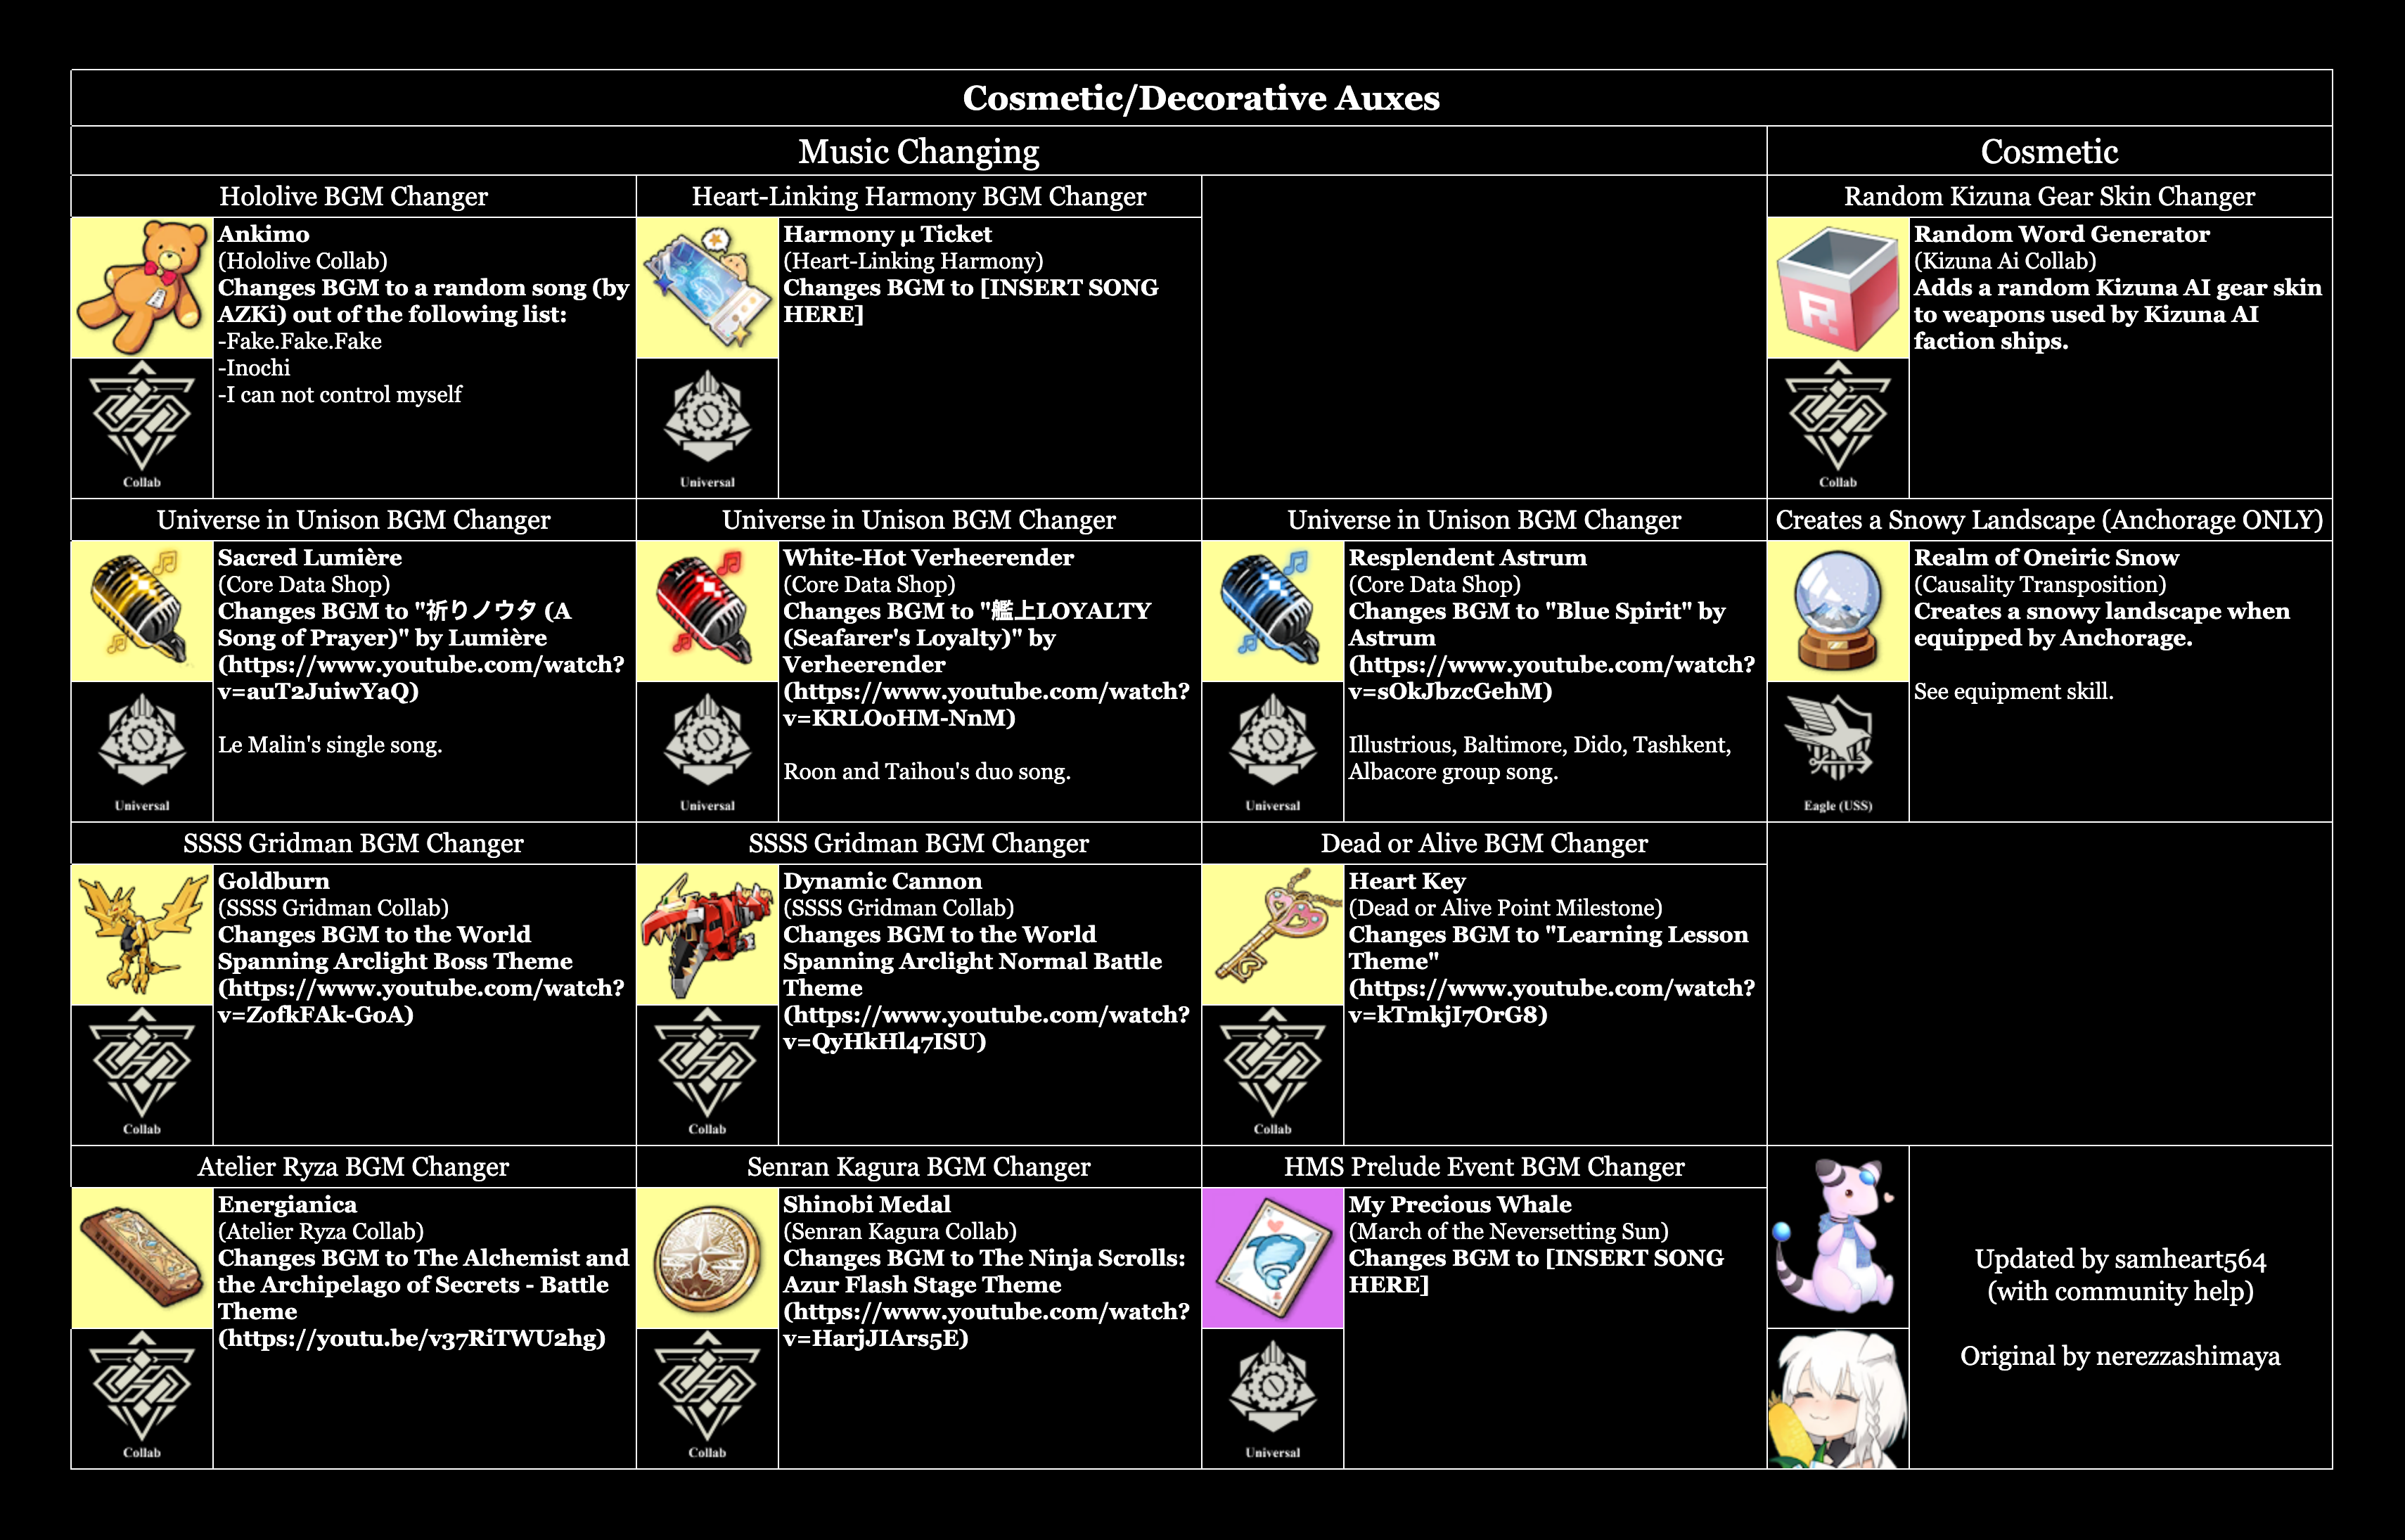 Cosmetic/Decorative Auxes
Music Changing
Cosmetic
Hololive BGM Changer
Ankimo
(Hololive Collab)
Changes BGM to a random song (by
AZKi) out of the following list:
-Fake.Fake.Fake
-Inochi
-I can not control myself
Collab
Heart-Linking Harmony BGM Changer
Harmony μ Ticket
(Heart-Linking Harmony)
Changes BGM to [INSERT SONG
HERE]
Universal
Random Kizuna Gear Skin Changer
R
Random Word Generator
(Kizuna Ai Collab)
Adds a random Kizuna AI gear skin
to weapons used by Kizuna AI
faction ships.
Collab
Universe in Unison BGM Changer
Sacred Lumière
(Core Data Shop)
Changes BGM to "祈りノウタ (A
Song of Prayer)" by Lumière
(https://www.youtube.com/watch?
v=auT2JuiwYaQ)
Le Malin's single song.
Universal
Universe in Unison BGM Changer
White-Hot Verheerender
(Core Data Shop)
Changes BGM to "艦上LOYALTY
(Seafarer's Loyalty)" by
Verheerender
(https://www.youtube.com/watch?
v=KRLOoHM-NnM)
Roon and Taihou's duo song.
Universal
Universe in Unison BGM Changer
Resplendent Astrum
(Core Data Shop)
Changes BGM to "Blue Spirit" by
Astrum
(https://www.youtube.com/watch?
v=sOkJbzcGehM)
Illustrious, Baltimore, Dido, Tashkent,
Albacore group song.
Universal
Creates a Snowy Landscape (Anchorage ONLY)
Realm of Oneiric Snow
(Causality Transposition)
Creates a snowy landscape when
equipped by Anchorage.
See equipment skill.
Eagle (USS)
SSSS Gridman BGM Changer
Goldburn
(SSSS Gridman Collab)
Changes BGM to the World
Spanning Arclight Boss Theme
(https://www.youtube.com/watch?
v=ZofkFAk-GoA)
Collab
SSSS Gridman BGM Changer
Dynamic Cannon
(SSSS Gridman Collab)
Changes BGM to the World
Spanning Arclight Normal Battle
Theme
(https://www.youtube.com/watch?
v=QyHkHl47ISU)
Collab
Dead or Alive BGM Changer
Heart Key
(Dead or Alive Point Milestone)
Changes BGM to "Learning Lesson
Theme"
(https://www.youtube.com/watch?
v=kTmkjI7OrG8)
Collab
Atelier Ryza BGM Changer
Energianica
(Atelier Ryza Collab)
Changes BGM to The Alchemist and
the Archipelago of Secrets - Battle
Theme
(https://youtu.be/v37RiTWU2hg)
Collab
Senran Kagura BGM Changer
Shinobi Medal
(Senran Kagura Collab)
Changes BGM to The Ninja Scrolls:
Azur Flash Stage Theme
(https://www.youtube.com/watch?
v=HarjJIArs5E)
Collab
HMS Prelude Event BGM Changer
My Precious Whale
(March of the Neversetting Sun)
Changes BGM to [INSERT SONG
HERE]
Universal
Updated by samheart564
(with community help)
Original by nerezzashimaya